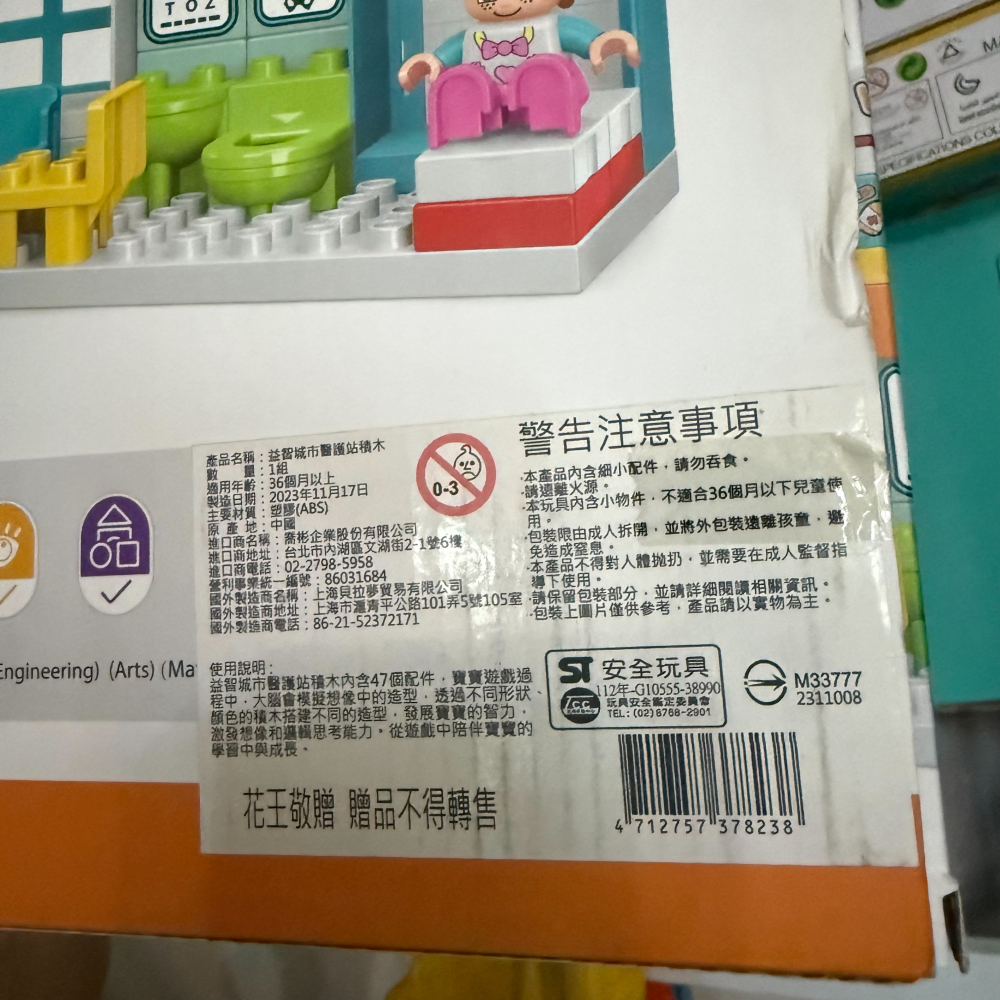 TOZ
PECIFICATIONS COL
產品名稱：益智城市醫護站積木
數　　量：1組
適用年齡：36個月以上
製造日期：2023年11月17日
主要材質：塑膠(ABS)
原 產 地：中國
進口商名稱：喬彬企業股份有限公司
進口商地址：台北市內湖區文湖街2-1號6樓
進口商電話：02-2798-5958
營利事業統一編號：86031684
國外製造商名稱：上海貝拉夢貿易有限公司
國外製造商地址：上海市滬青平公路101弄5號105室
國外製造商電話：86-21-52372171
0-3
警告注意事項
·本產品內含細小配件，請勿吞食。
·請遠離火源。
·本玩具內含小物件，不適合36個月以下兒童使
用。
·包裝限由成人拆開，並將外包裝遠離孩童，避
免造成窒息。
·本產品不得對人體拋扔，並需要在成人監督指
導下使用。
·請保留包裝部分，並請詳細閱讀相關資訊。
·包裝上圖片僅供參考，產品請以實物為主。
Engineering) (Arts) (Ma
使用說明：
益智城市醫護站積木內含47個配件，寶寶遊戲過
程中，大腦會模擬想像中的造型，透過不同形狀、
顏色的積木搭建不同的造型，發展寶寶的智力，
激發想像和邏輯思考能力。從遊戲中陪伴寶寶的
學習中與成長。
ST 安全玩具
112年-G10555-38990
玩具安全鑑定委員會
TEL：(02)8768-2901
M33777
2311008
花王敬贈 贈品不得轉售
4 712757 378238